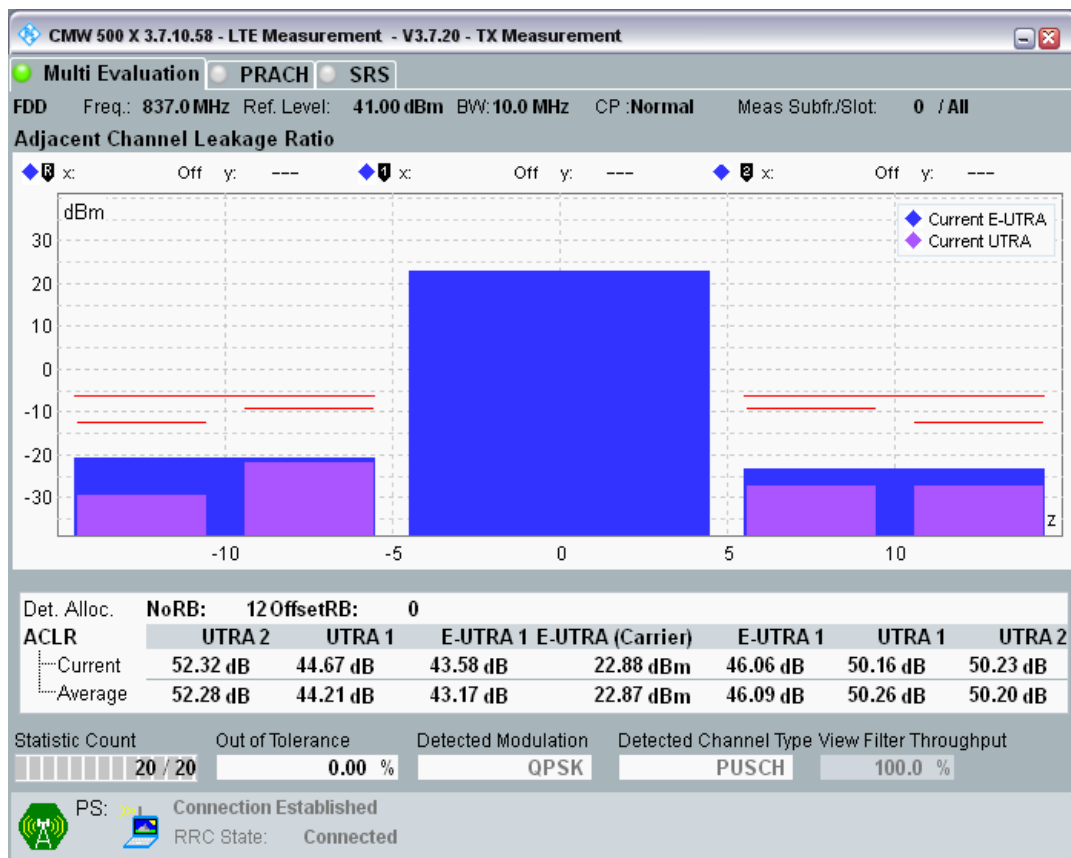 CMW 500 X 3.7.10.58 - LTE Measurement - V3.7.20 - TX Measurement
Multi Evaluation PRACH SRS
FDD Freq.: 837.0 MHz Ref. Level: 41.00 dBm BW: 10.0 MHz CP :Normal Meas Subfr./Slot: 0 / All
Adjacent Channel Leakage Ratio
R x: Off y: --- 1 x: Off y: --- 2 x: Off y: ---
dBm
Current E-UTRA
Current UTRA
30
20
10
0
-10
-20
-30
z
-10 -5 0 5 10
Det. Alloc. NoRB: 12 OffsetRB: 0
ACLR UTRA 2 UTRA 1 E-UTRA 1 E-UTRA (Carrier) E-UTRA 1 UTRA 1 UTRA 2
Current 52.32 dB 44.67 dB 43.58 dB 22.88 dBm 46.06 dB 50.16 dB 50.23 dB
Average 52.28 dB 44.21 dB 43.17 dB 22.87 dBm 46.09 dB 50.26 dB 50.20 dB
Statistic Count Out of Tolerance Detected Modulation Detected Channel Type View Filter Throughput
20 / 20 0.00 % QPSK PUSCH 100.0 %
PS: Connection Established
RRC State: Connected